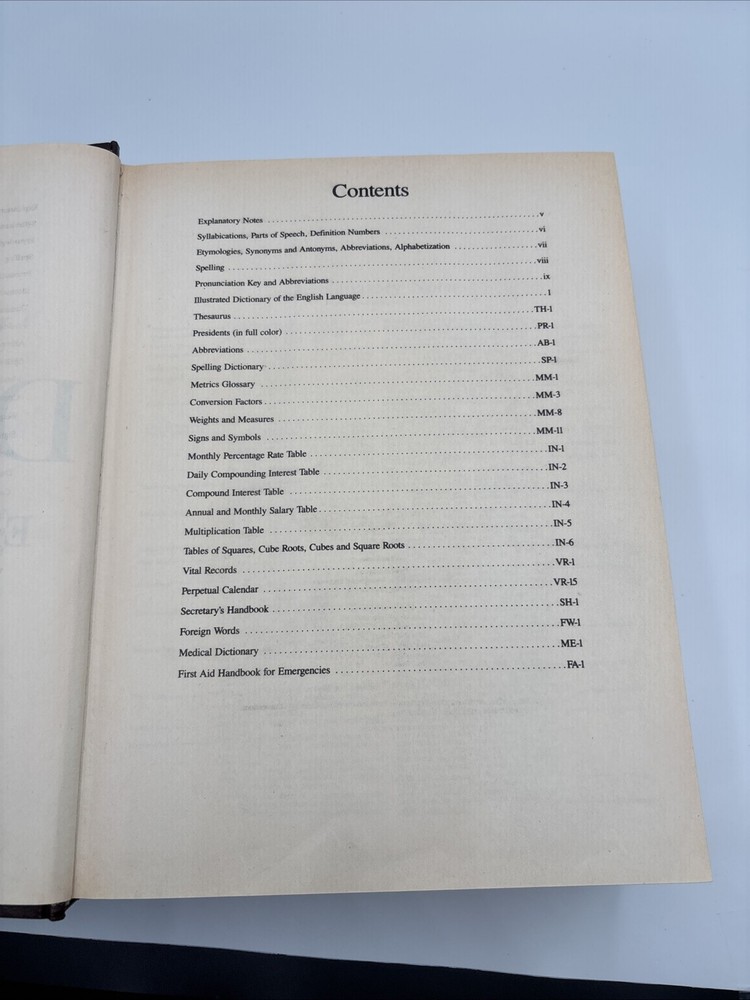 Contents
Explanatory Notes ........................................ v
Syllabications, Parts of Speech, Definition Numbers ........................................ vi
Etymologies, Synonyms and Antonyms, Abbreviations, Alphabetization ........................................ vii
Spelling ........................................ viii
Pronunciation Key and Abbreviations ........................................ ix
Illustrated Dictionary of the English Language ........................................ 1
Thesaurus ........................................ TH-1
Presidents (in full color) ........................................ PR-1
Abbreviations ........................................ AB-1
Spelling Dictionary ........................................ SP-1
Metrics Glossary ........................................ MM-1
Conversion Factors ........................................ MM-3
Weights and Measures ........................................ MM-8
Signs and Symbols ........................................ MM-11
Monthly Percentage Rate Table ........................................ IN-1
Daily Compounding Interest Table ........................................ IN-2
Compound Interest Table ........................................ IN-3
Annual and Monthly Salary Table ........................................ IN-4
Multiplication Table ........................................ IN-5
Tables of Squares, Cube Roots, Cubes and Square Roots ........................................ IN-6
Vital Records ........................................ VR-1
Perpetual Calendar ........................................ VR-15
Secretary's Handbook ........................................ SH-1
Foreign Words ........................................ FW-1
Medical Dictionary ........................................ ME-1
First Aid Handbook for Emergencies ........................................ FA-1